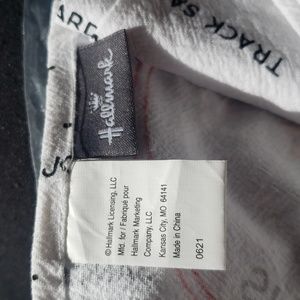 TRACK SA
Hallmark
© Hallmark Licensing, LLC
Mfd. for / Fabriqué pour
Hallmark Marketing
Company, LLC
Kansas City, MO 64141
Made in China
0621